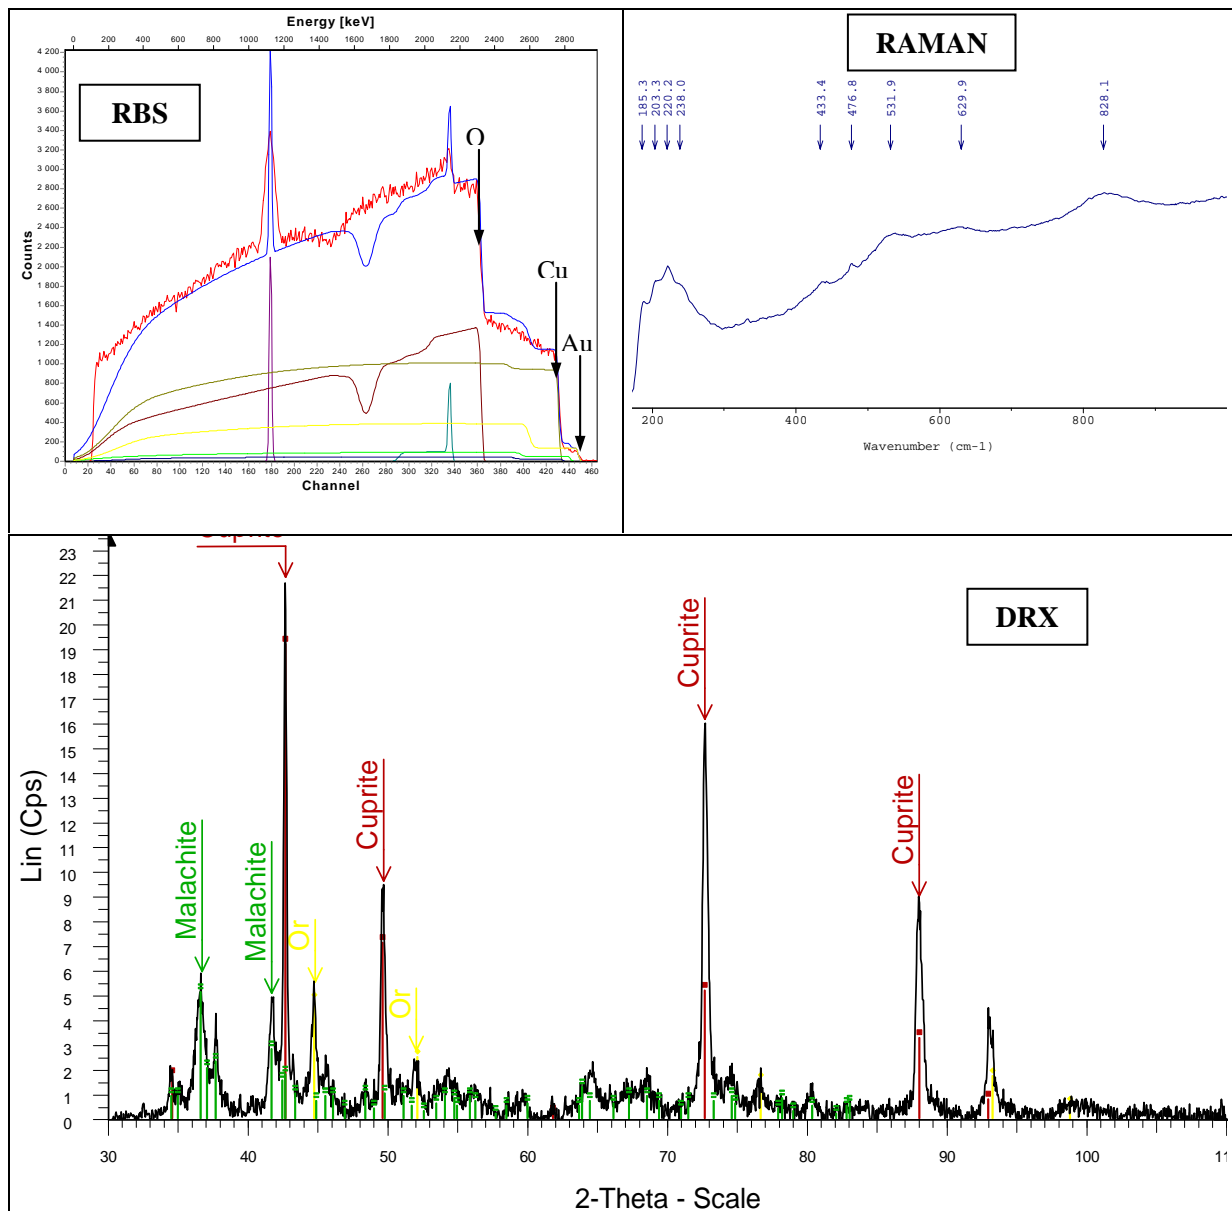 Energy [keV]
0 200 400 600 800 1000 1200 1400 1600 1800 2000 2200 2400 2600 2800
4 200
4 000
3 800
3 600
3 400
3 200
3 000
2 800
2 600
2 400
2 200
2 000
1 800
1 600
1 400
1 200
1 000
800
600
400
200
0
Counts
RBS
O
Cu
Au
0 20 40 60 80 100 120 140 160 180 200 220 240 260 280 300 320 340 360 380 400 420 440 460
Channel
RAMAN
185.3
203.3
220.2
238.0
433.4
476.8
531.9
629.9
828.1
200 400 600 800
Wavenumber (cm-1)
Cuprite
DRX
Lin (Cps)
23
22
21
20
19
18
17
16
15
14
13
12
11
10
9
8
7
6
5
4
3
2
1
0
Malachite
Malachite
Or
Cuprite
Or
Cuprite
Cuprite
30 40 50 60 70 80 90 100 11
2-Theta - Scale